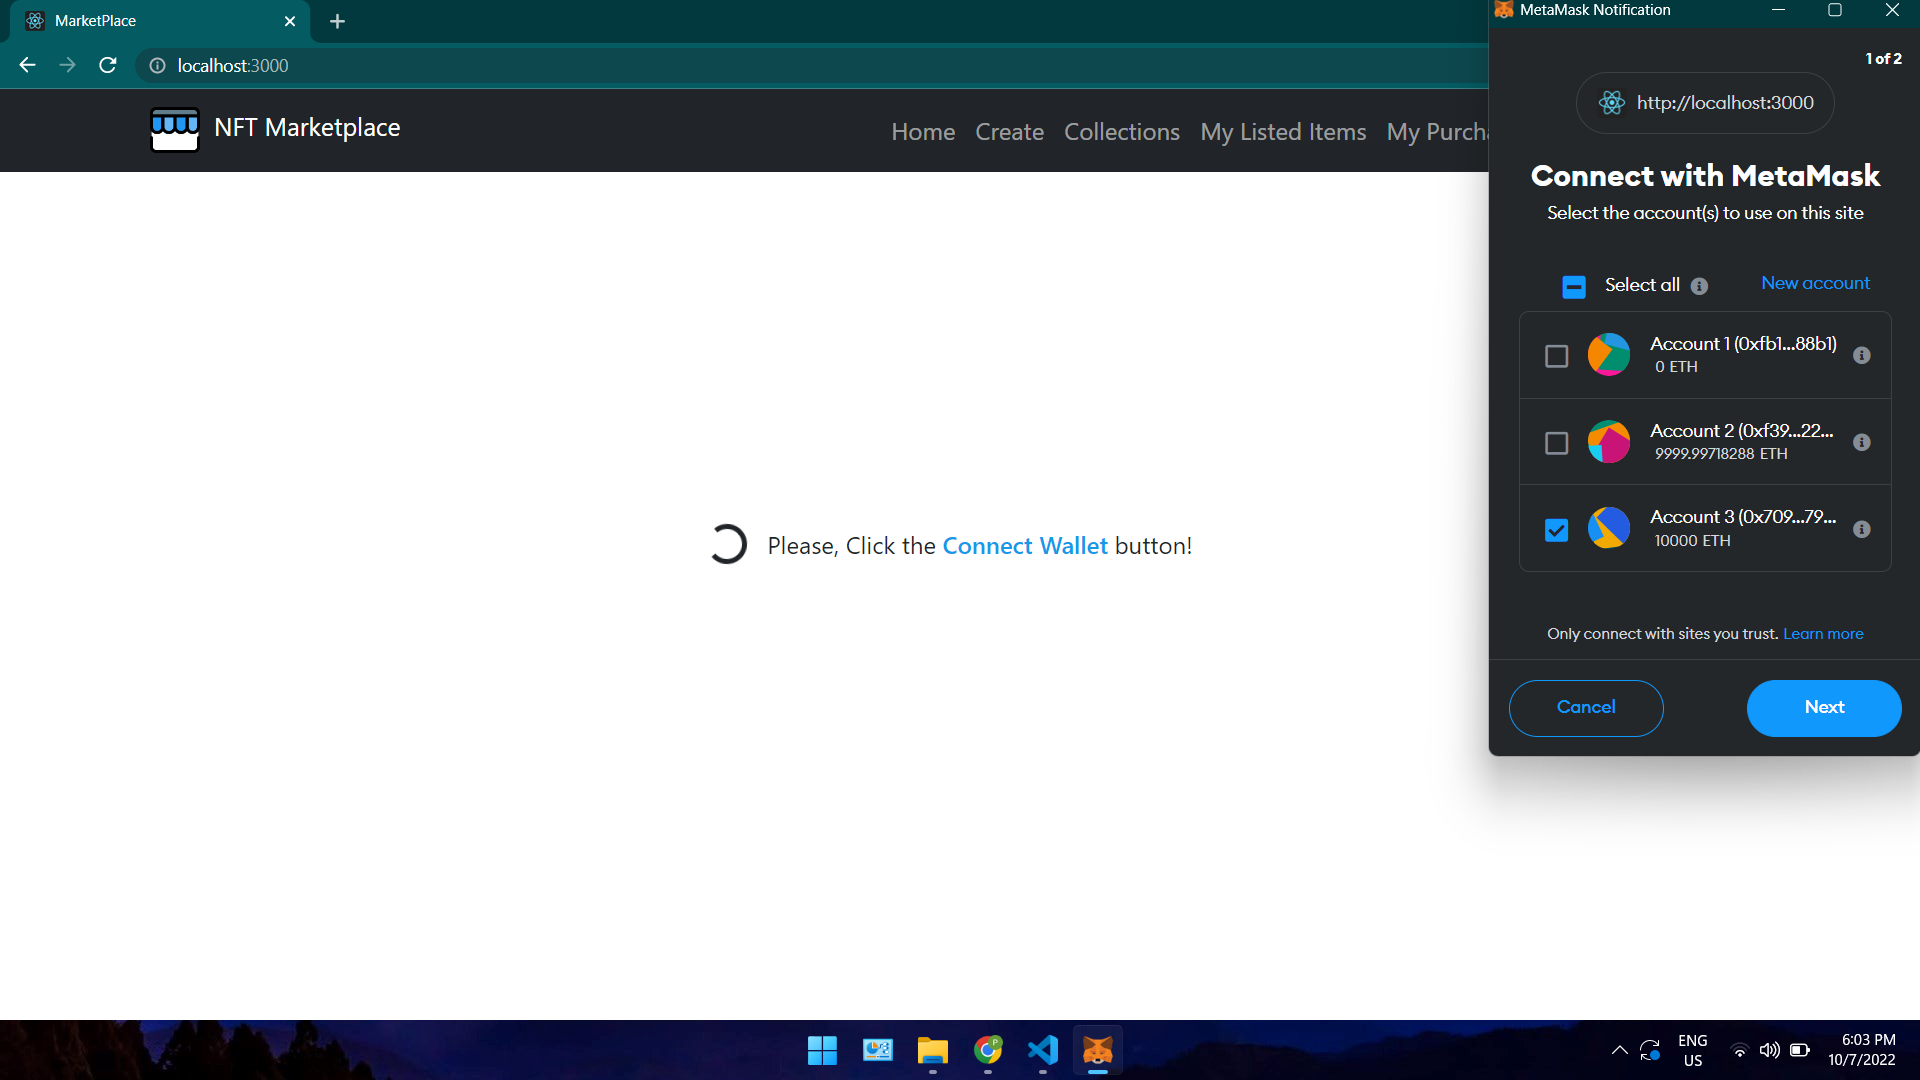 MarketPlace
localhost:3000
NFT Marketplace
Home Create Collections My Listed Items My Purcha
Please, Click the Connect Wallet button!
MetaMask Notification
1 of 2
http://localhost:3000
Connect with MetaMask
Select the account(s) to use on this site
Select all New account
Account 1 (0xfb1...88b1)
0 ETH
Account 2 (0xf39...22...
9999.99718288 ETH
Account 3 (0x709...79...
10000 ETH
Only connect with sites you trust. Learn more
Cancel Next
P
ENG
US
6:03 PM
10/7/2022